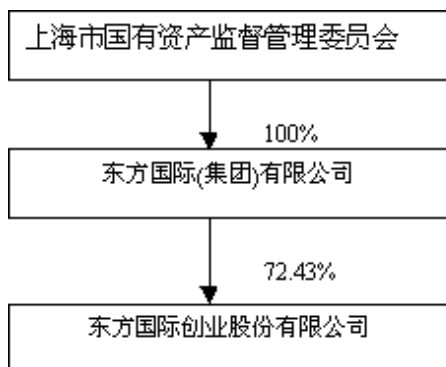 上海市国有资产监督管理委员会
100%
东方国际(集团)有限公司
72.43%
东方国际创业股份有限公司